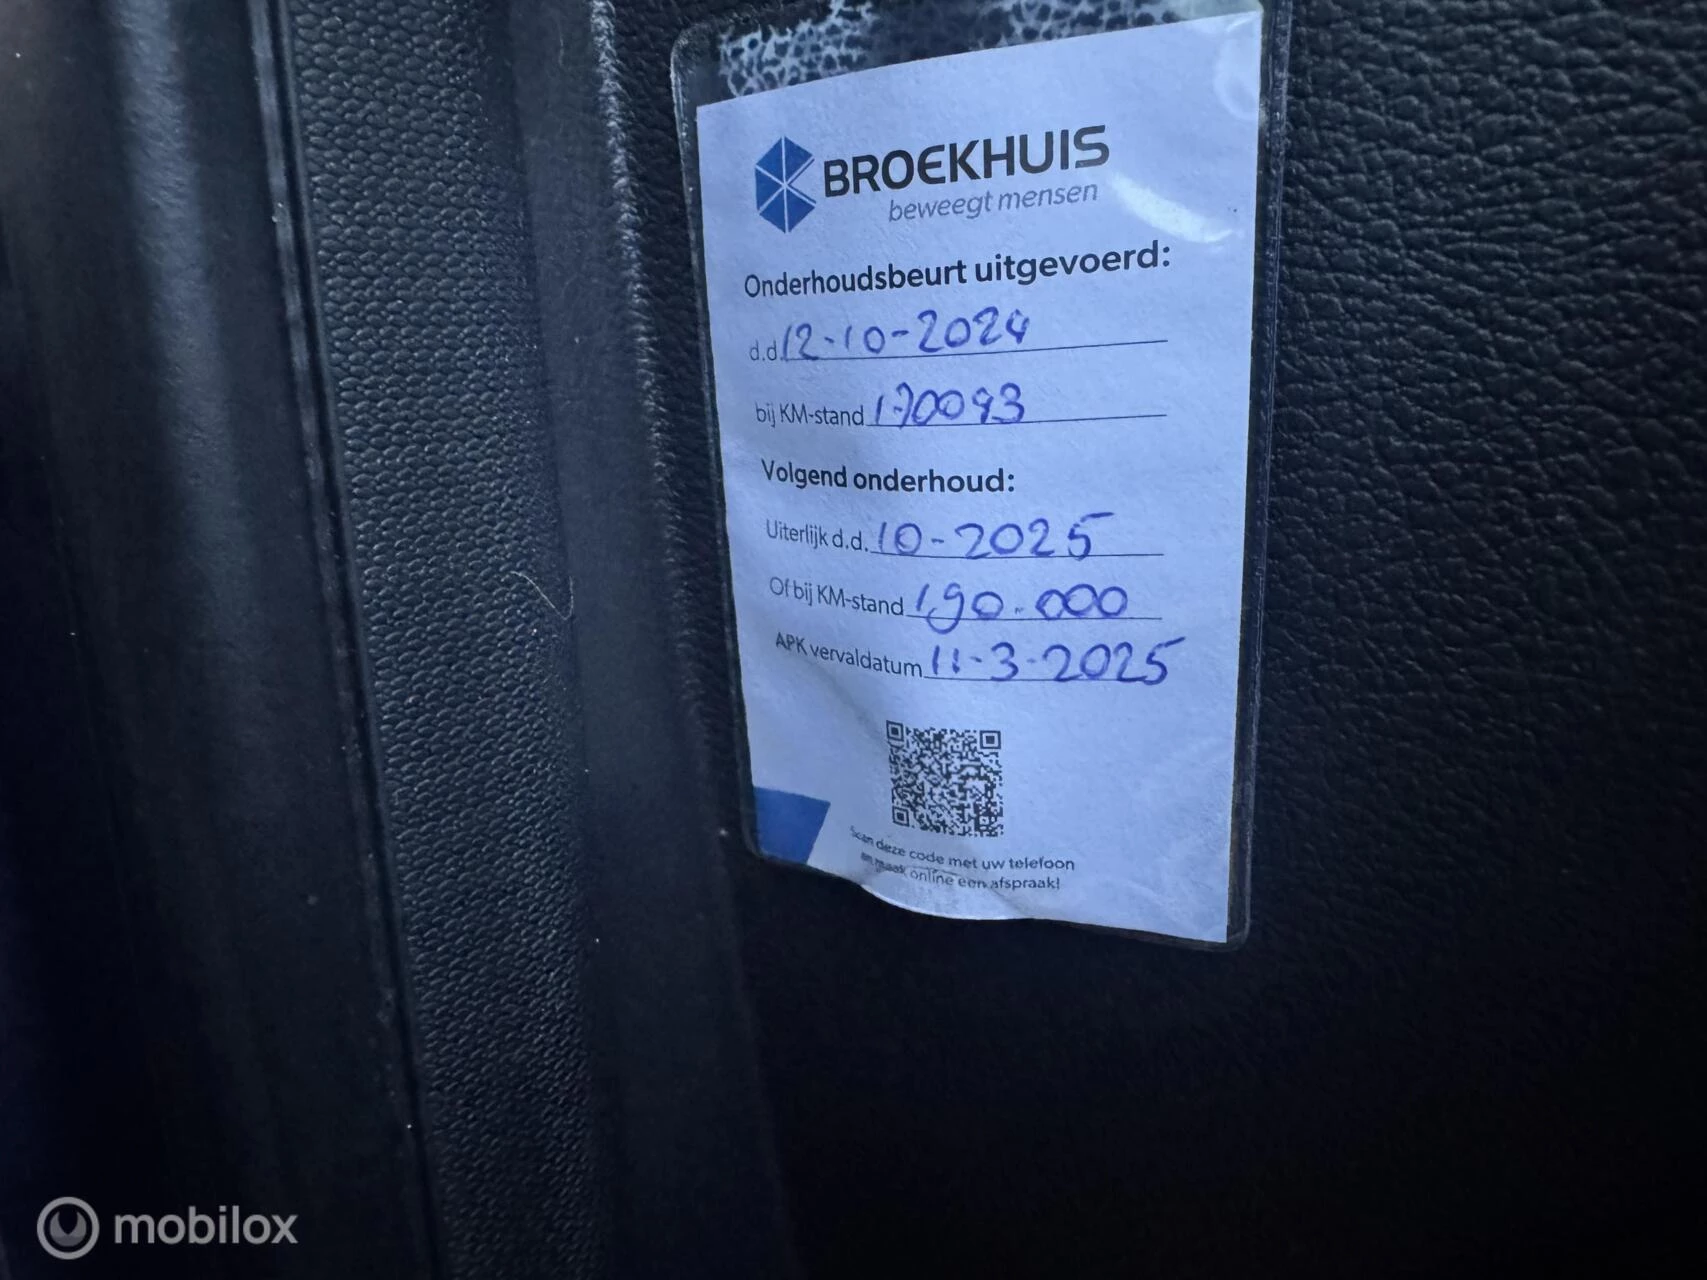 BROEKHUIS
beweegt mensen
Onderhoudsbeurt uitgevoerd:
d.d. 12-10-2024
bij KM-stand 170093
Volgend onderhoud:
Uiterlijk d.d. 10-2025
Of bij KM-stand 190.000
APK vervaldatum 11-3-2025
Scan deze code met uw telefoon
en maak online een afspraak!
mobilox